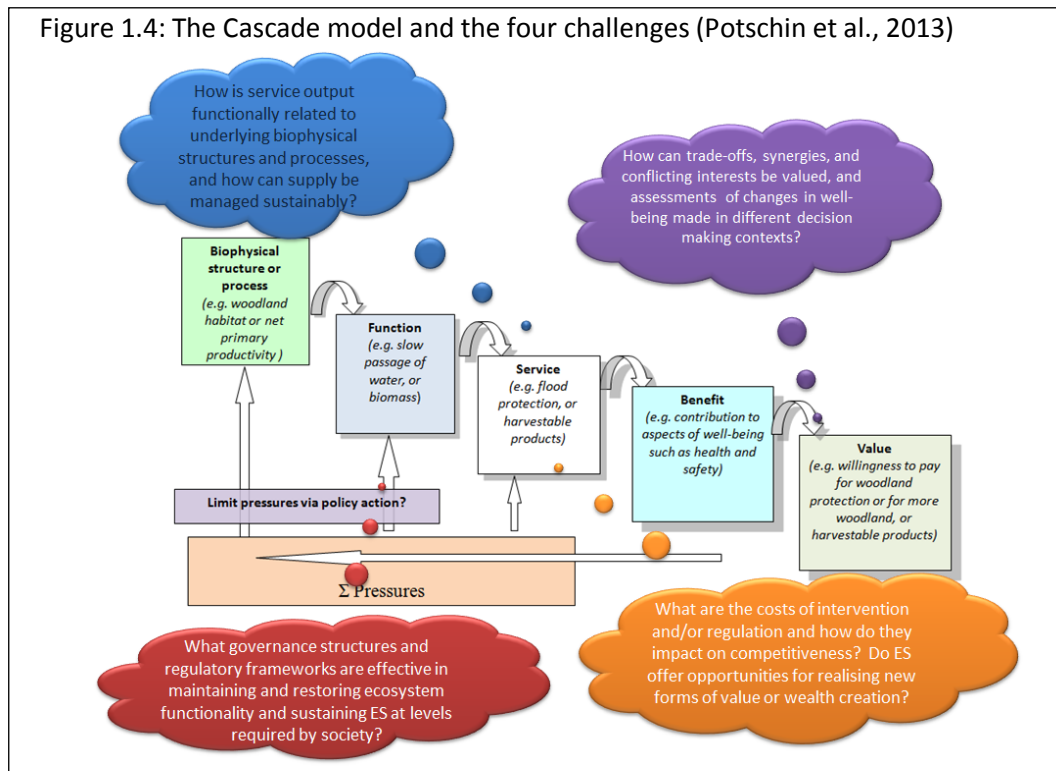 Figure 1.4: The Cascade model and the four challenges (Potschin et al., 2013)
How is service output
functionally related to
underlying biophysical
structures and processes,
and how can supply be
managed sustainably?
How can trade-offs, synergies, and
conflicting interests be valued, and
assessments of changes in well-
being made in different decision
making contexts?
Biophysical
structure or
process
(e.g. woodland
habitat or net
primary
productivity )
Function
(e.g. slow
passage of
water, or
biomass)
Service
(e.g. flood
protection, or
harvestable
products)
Benefit
(e.g. contribution to
aspects of well-being
such as health and
safety)
Value
(e.g. willingness to pay
for woodland
protection or for more
woodland, or
harvestable products)
Limit pressures via policy action?
Σ Pressures
What governance structures and
regulatory frameworks are effective in
maintaining and restoring ecosystem
functionality and sustaining ES at levels
required by society?
What are the costs of intervention
and/or regulation and how do they
impact on competitiveness? Do ES
offer opportunities for realising new
forms of value or wealth creation?